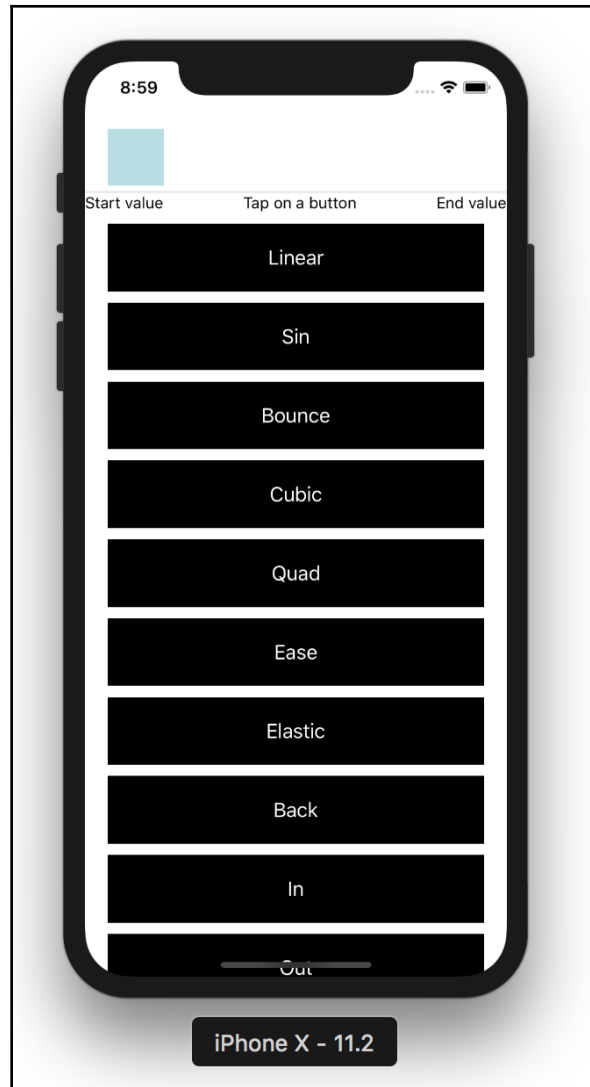 8:59
Start value Tap on a button End value
Linear
Sin
Bounce
Cubic
Quad
Ease
Elastic
Back
In
Out
iPhone X - 11.2